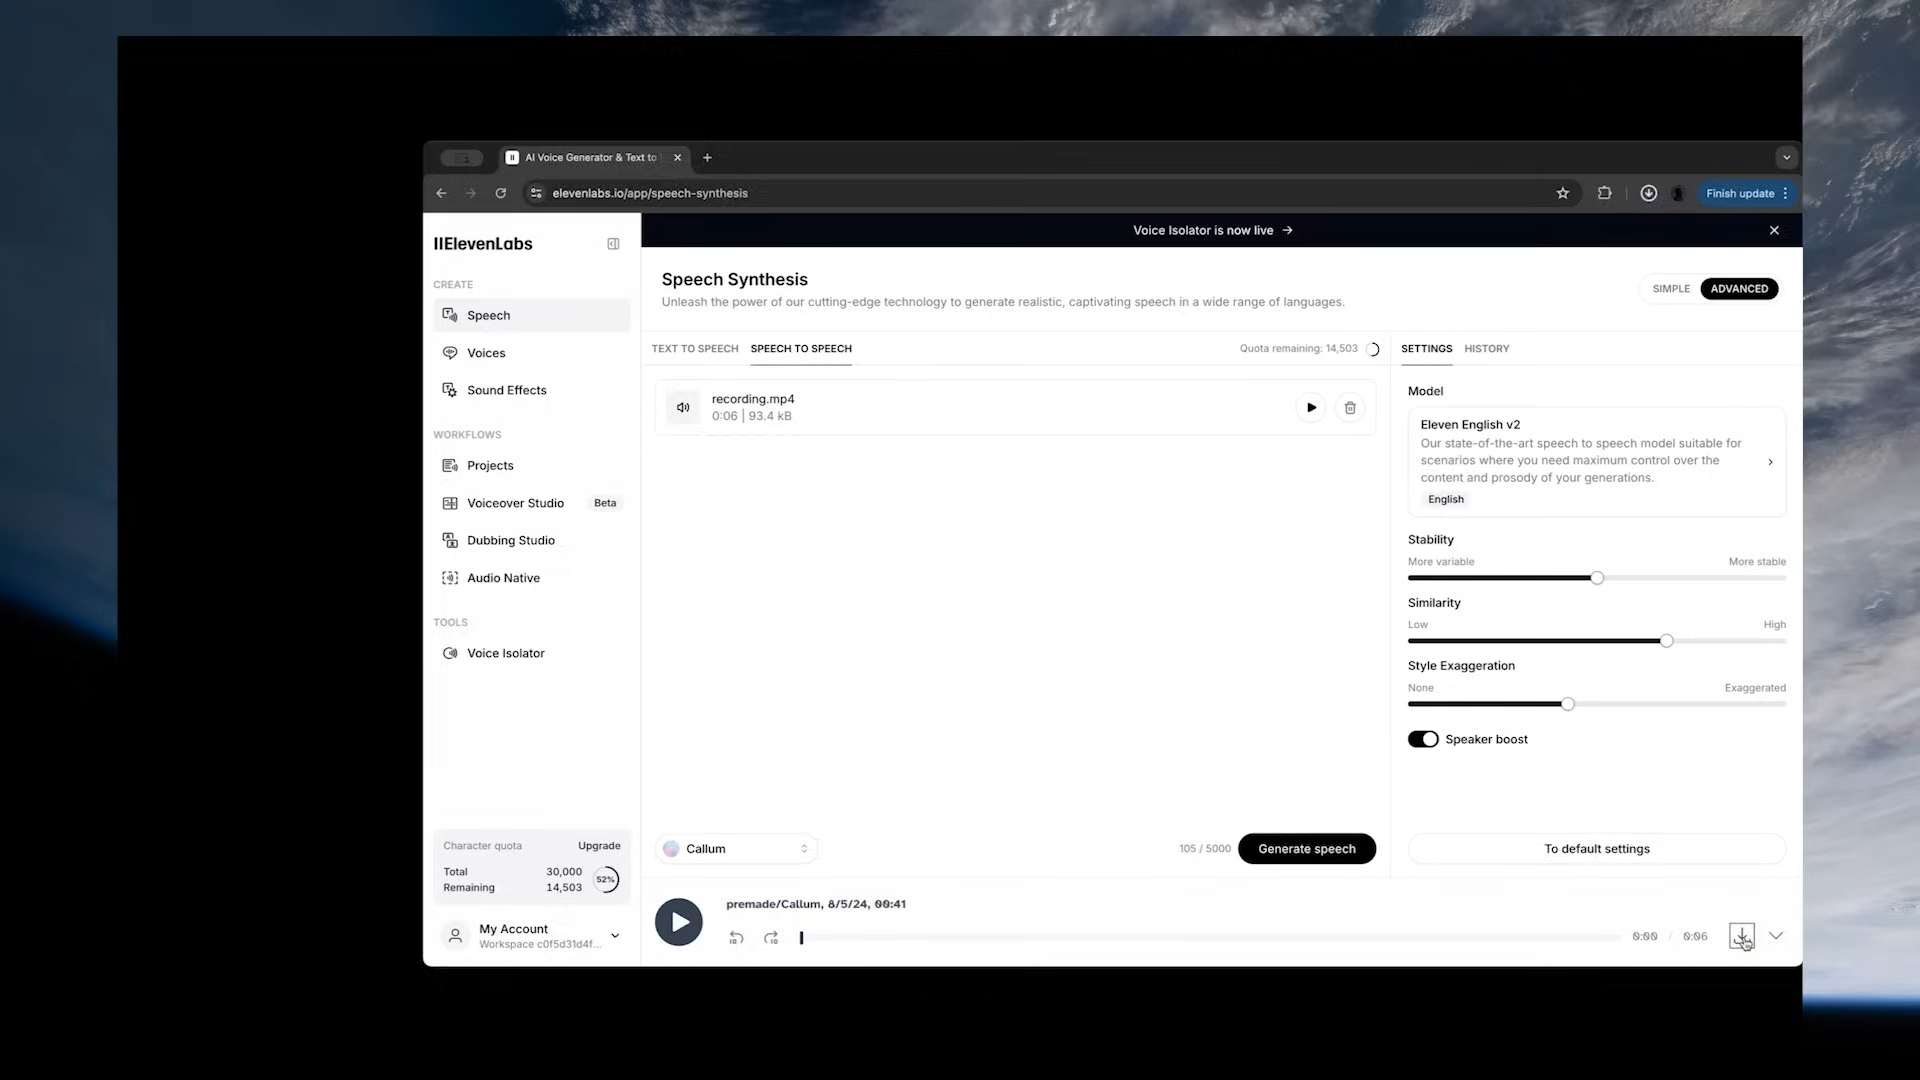 AI Voice Generator & Text to
elevenlabs.io/app/speech-synthesis
Finish update
IIElevenLabs
Voice Isolator is now live →
CREATE
Speech
Voices
Sound Effects
WORKFLOWS
Projects
Voiceover Studio Beta
Dubbing Studio
Audio Native
TOOLS
Voice Isolator
Character quota Upgrade
Total 30,000
Remaining 14,503
52%
My Account
Workspace c0f5d31d4f...
Speech Synthesis
Unleash the power of our cutting-edge technology to generate realistic, captivating speech in a wide range of languages.
SIMPLE ADVANCED
TEXT TO SPEECH SPEECH TO SPEECH
Quota remaining: 14,503
recording.mp4
0:06 | 93.4 kB
Callum
105 / 5000
Generate speech
SETTINGS HISTORY
Model
Eleven English v2
Our state-of-the-art speech to speech model suitable for
scenarios where you need maximum control over the
content and prosody of your generations.
English
Stability
More variable More stable
Similarity
Low High
Style Exaggeration
None Exaggerated
Speaker boost
To default settings
premade/Callum, 8/5/24, 00:41
0:00 / 0:06